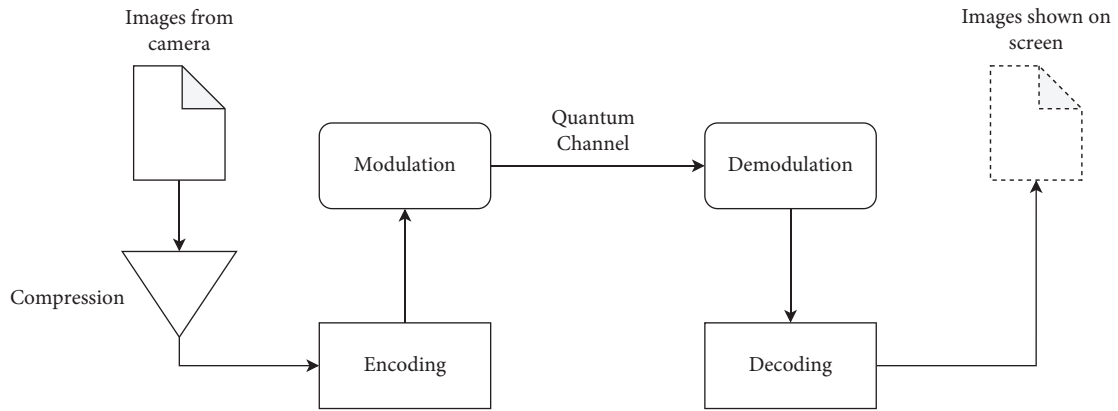 Images from
camera
Images shown on
screen
Quantum
Channel
Modulation
Demodulation
Compression
Encoding
Decoding